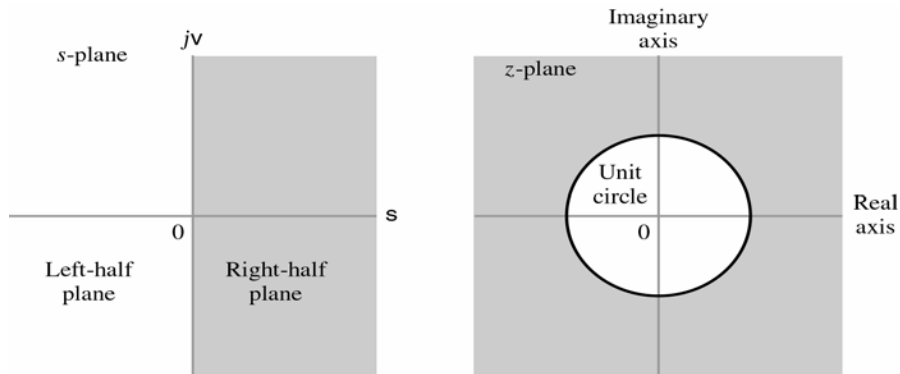 s-plane
jv
s
0
Left-half
plane
Right-half
plane
Imaginary
axis
z-plane
Unit
circle
0
Real
axis